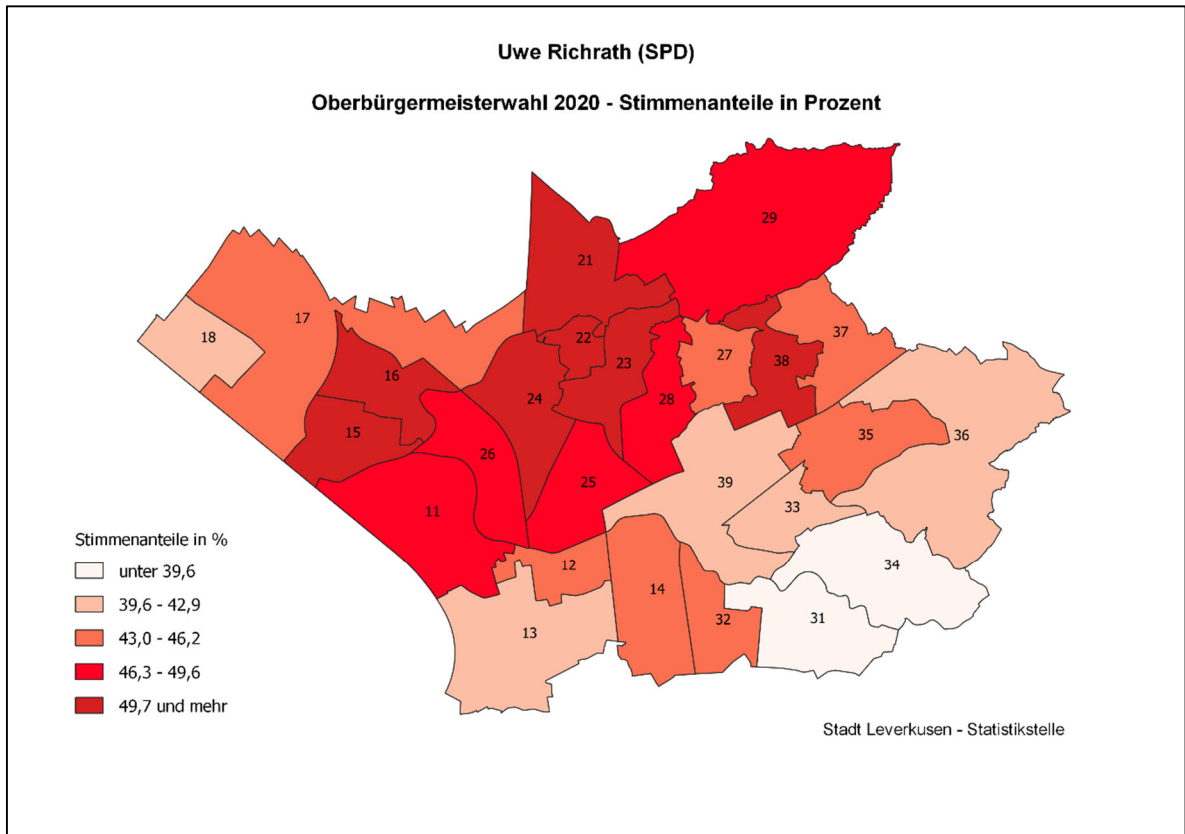 Uwe Richrath (SPD)
Oberbürgermeisterwahl 2020 - Stimmenanteile in Prozent
29
21
17
18
37
22
23
27
38
16
24
28
15
35
36
26
25
39
11
33
12
34
14
31
32
13
Stimmenanteile in %
unter 39,6
39,6 - 42,9
43,0 - 46,2
46,3 - 49,6
49,7 und mehr
Stadt Leverkusen - Statistikstelle